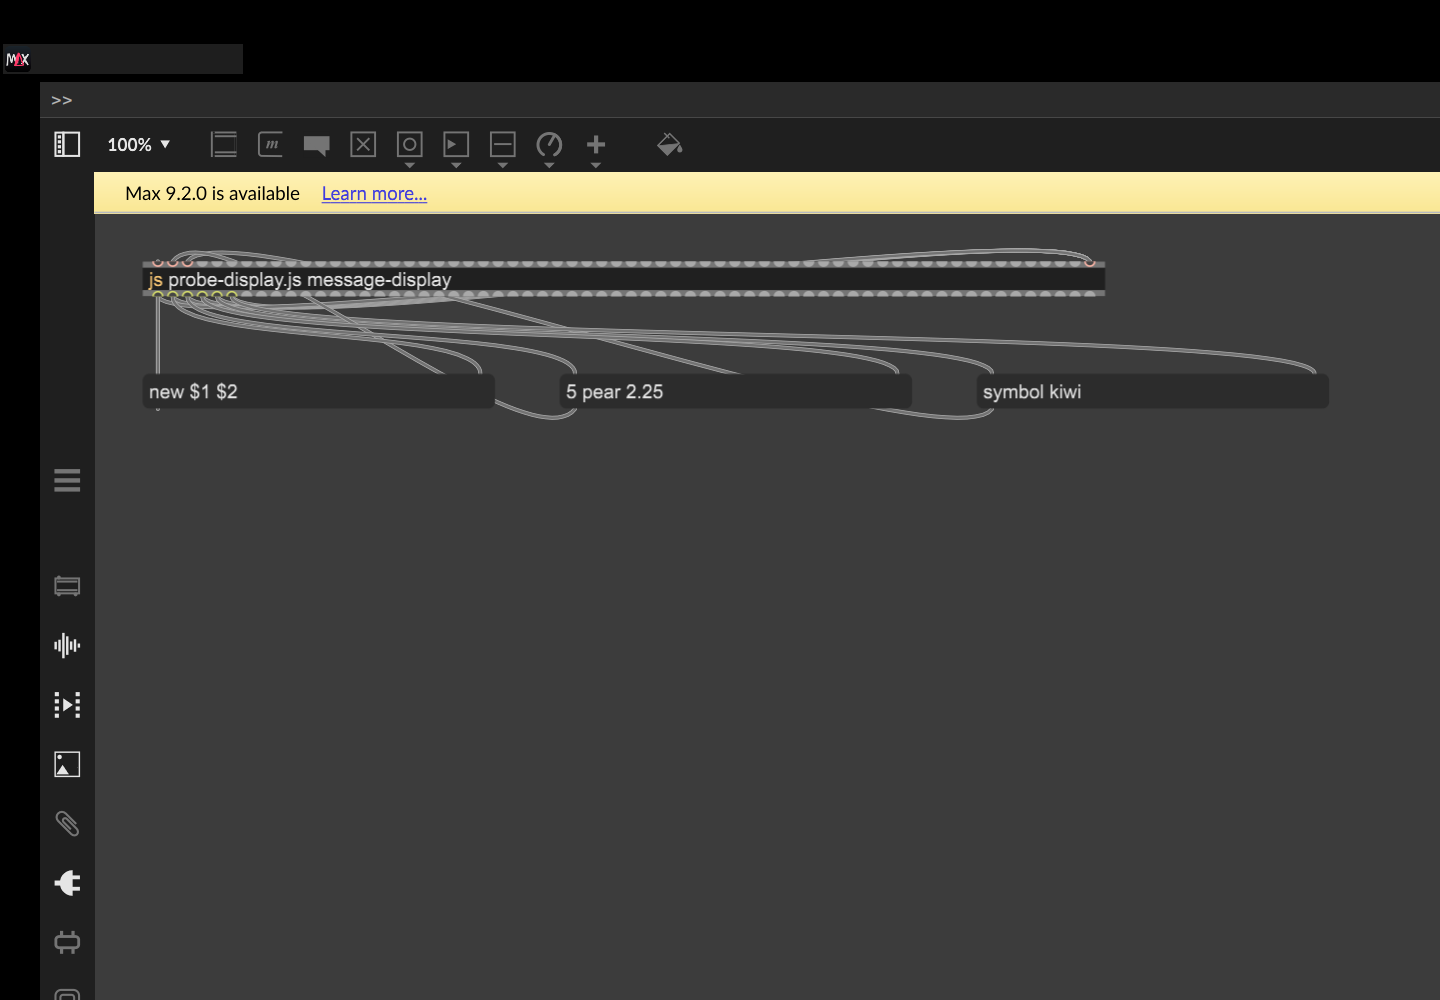 MAX
>>
100% ▼
m
Max 9.2.0 is available Learn more...
js probe-display.js message-display
new $1 $2
5 pear 2.25
symbol kiwi